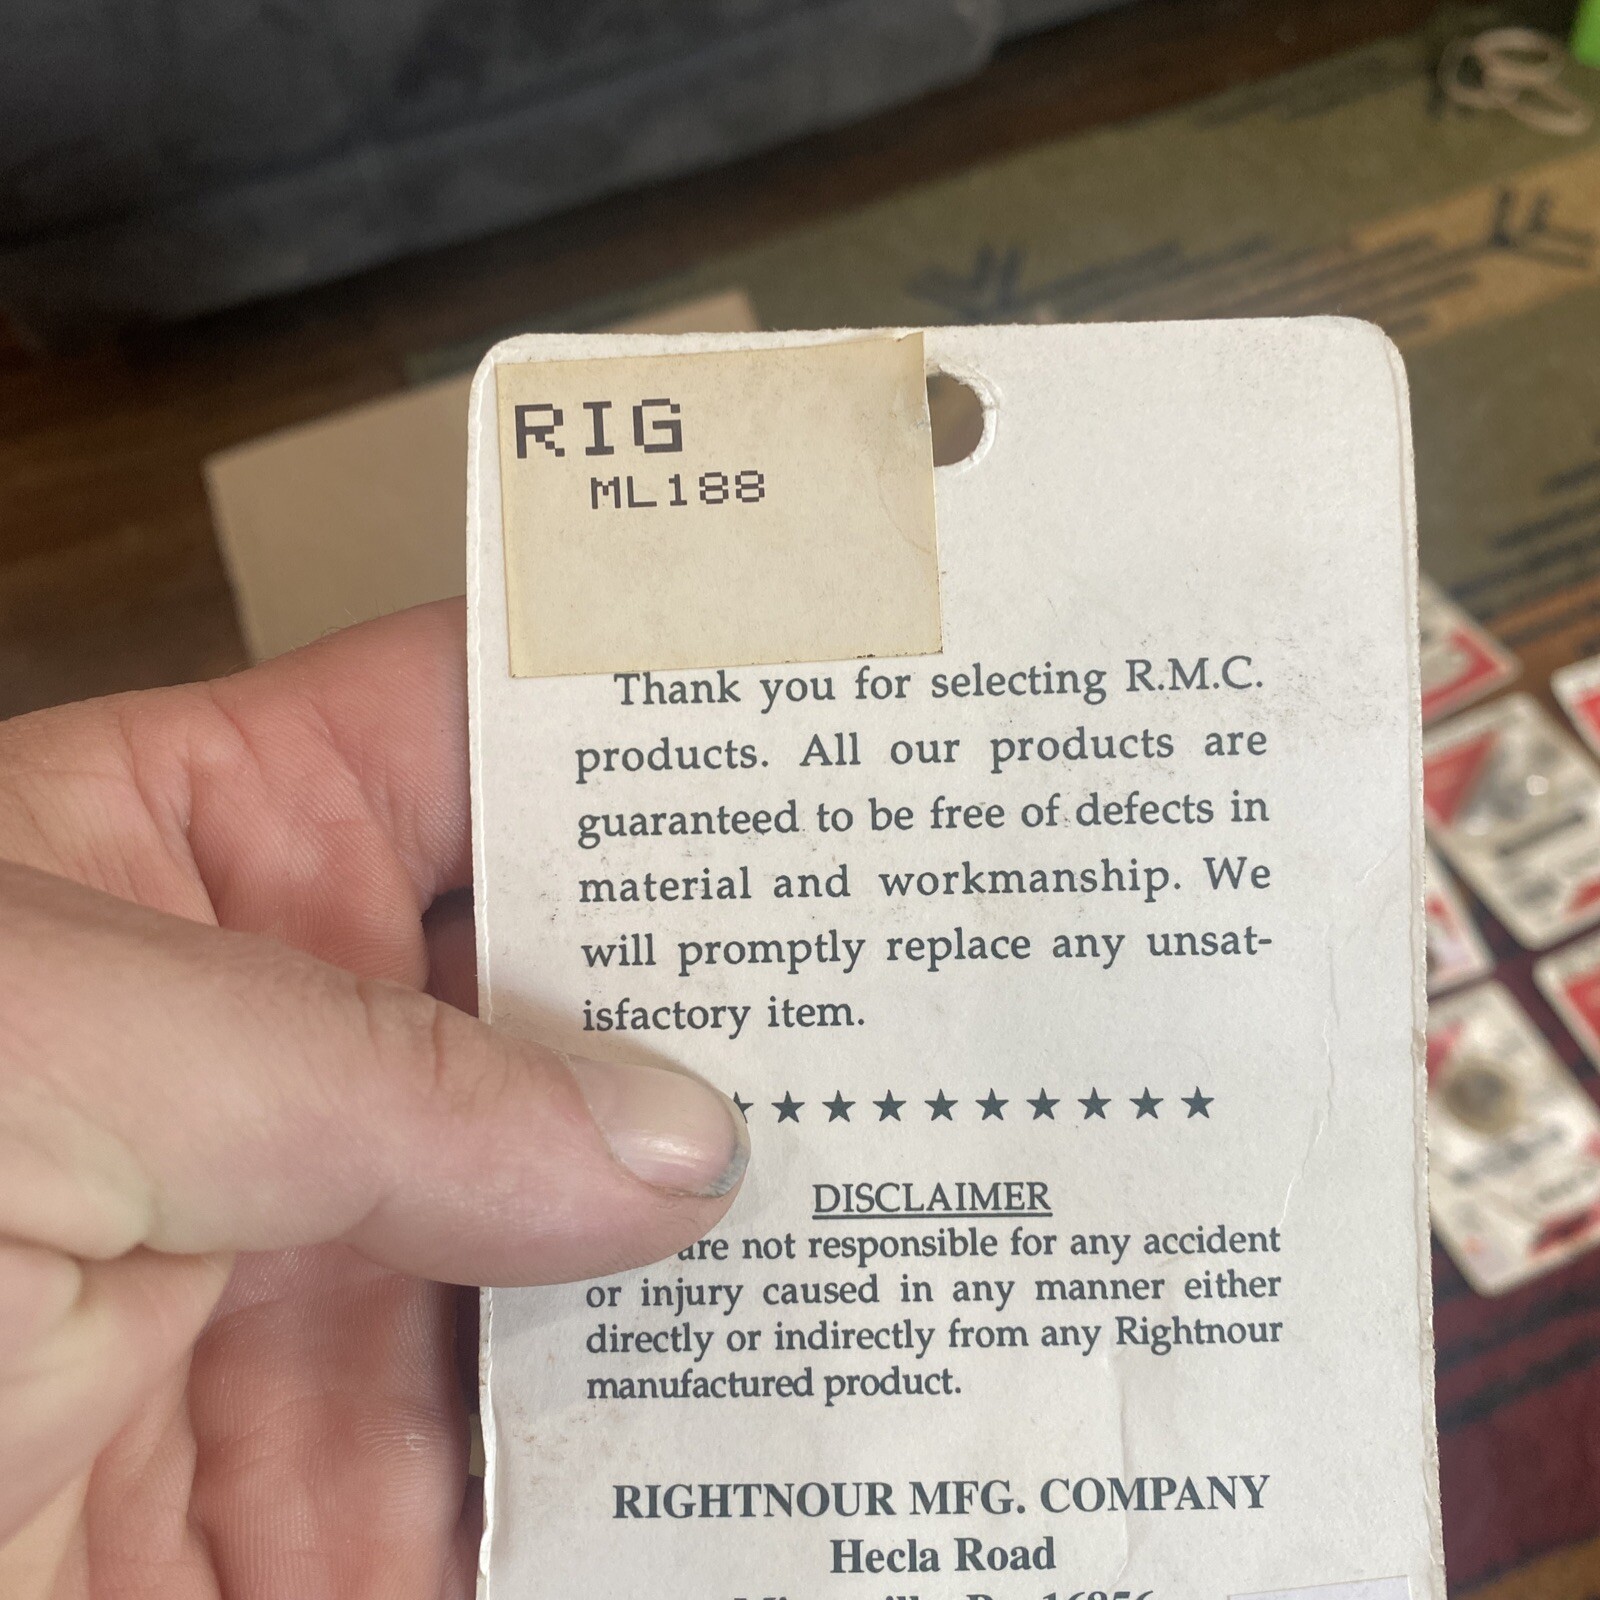 RIG
ML188
Thank you for selecting R.M.C.
products. All our products are
guaranteed to be free of defects in
material and workmanship. We
will promptly replace any unsat-
isfactory item.
★ ★ ★ ★ ★ ★ ★ ★ ★ ★
DISCLAIMER
are not responsible for any accident
or injury caused in any manner either
directly or indirectly from any Rightnour
manufactured product.
RIGHTNOUR MFG. COMPANY
Hecla Road